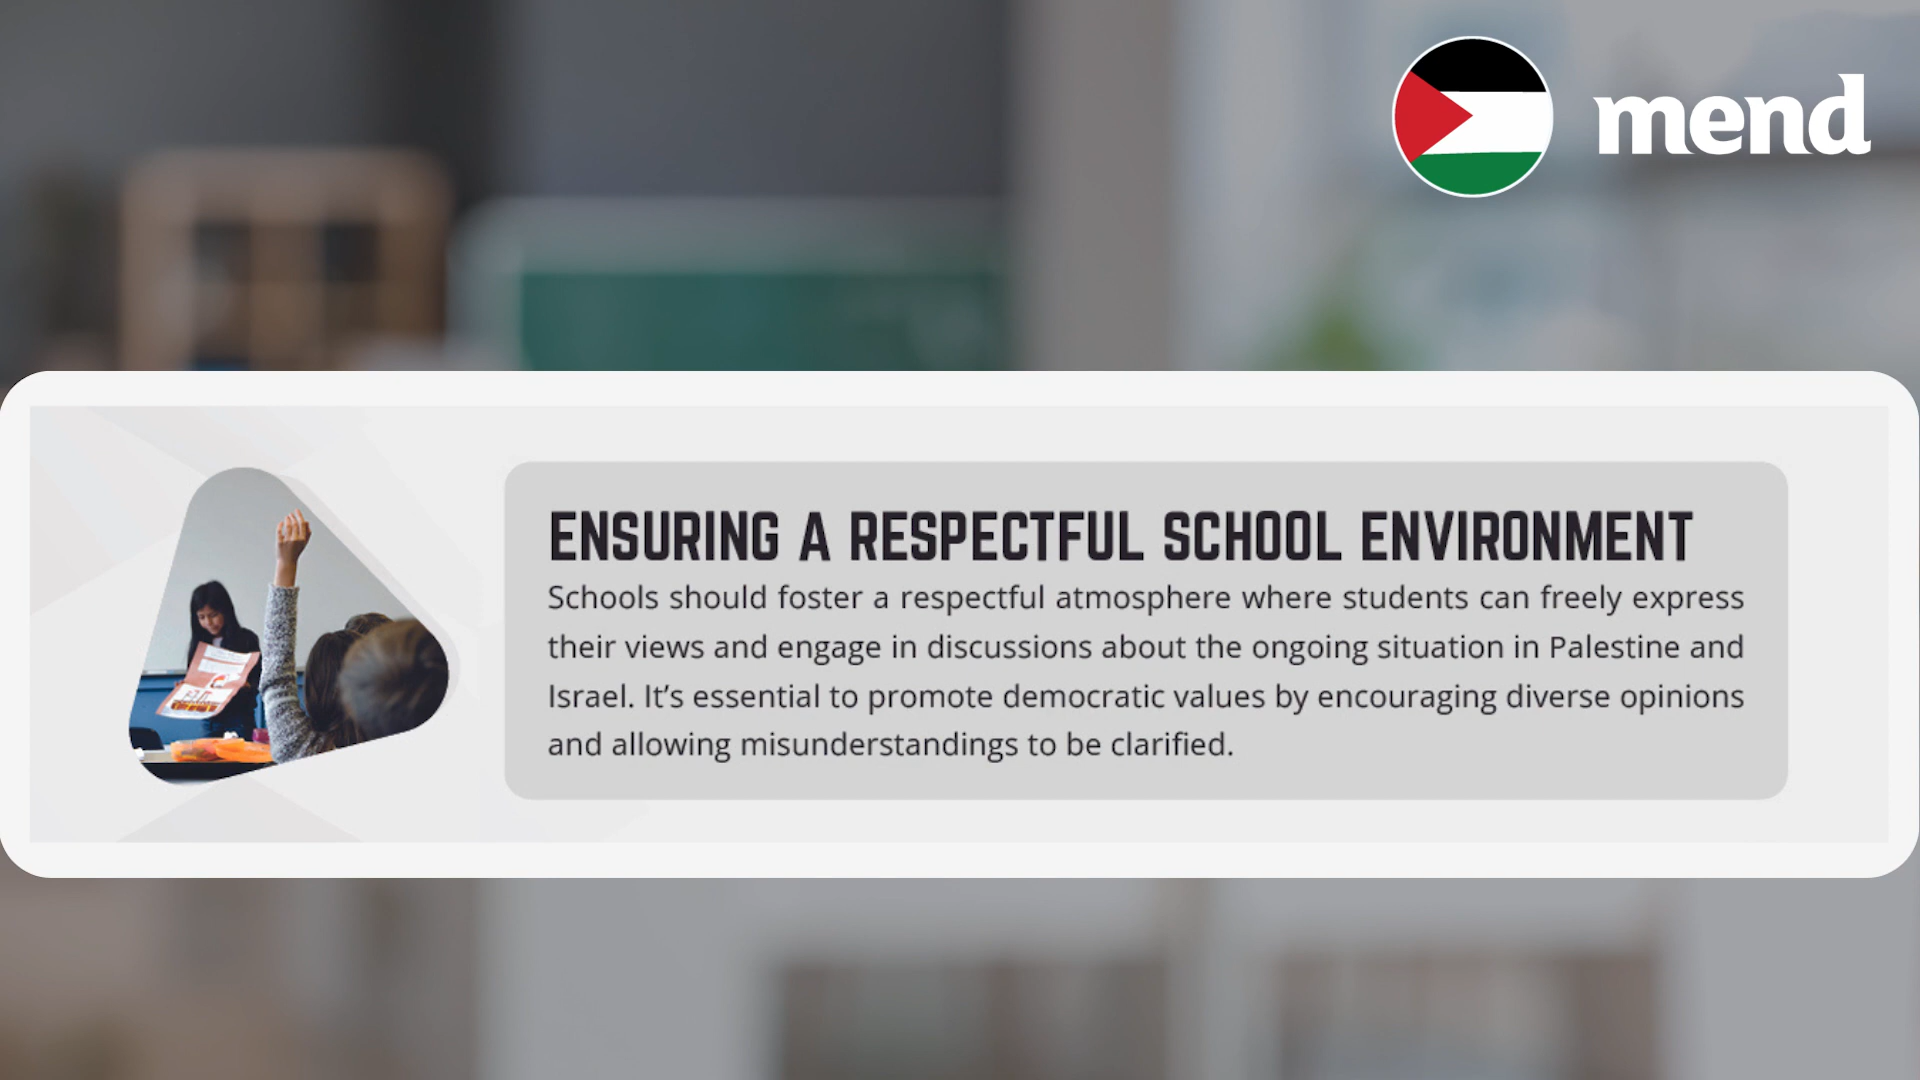 mend
ENSURING A RESPECTFUL SCHOOL ENVIRONMENT
Schools should foster a respectful atmosphere where students can freely express
their views and engage in discussions about the ongoing situation in Palestine and
Israel. It’s essential to promote democratic values by encouraging diverse opinions
and allowing misunderstandings to be clarified.